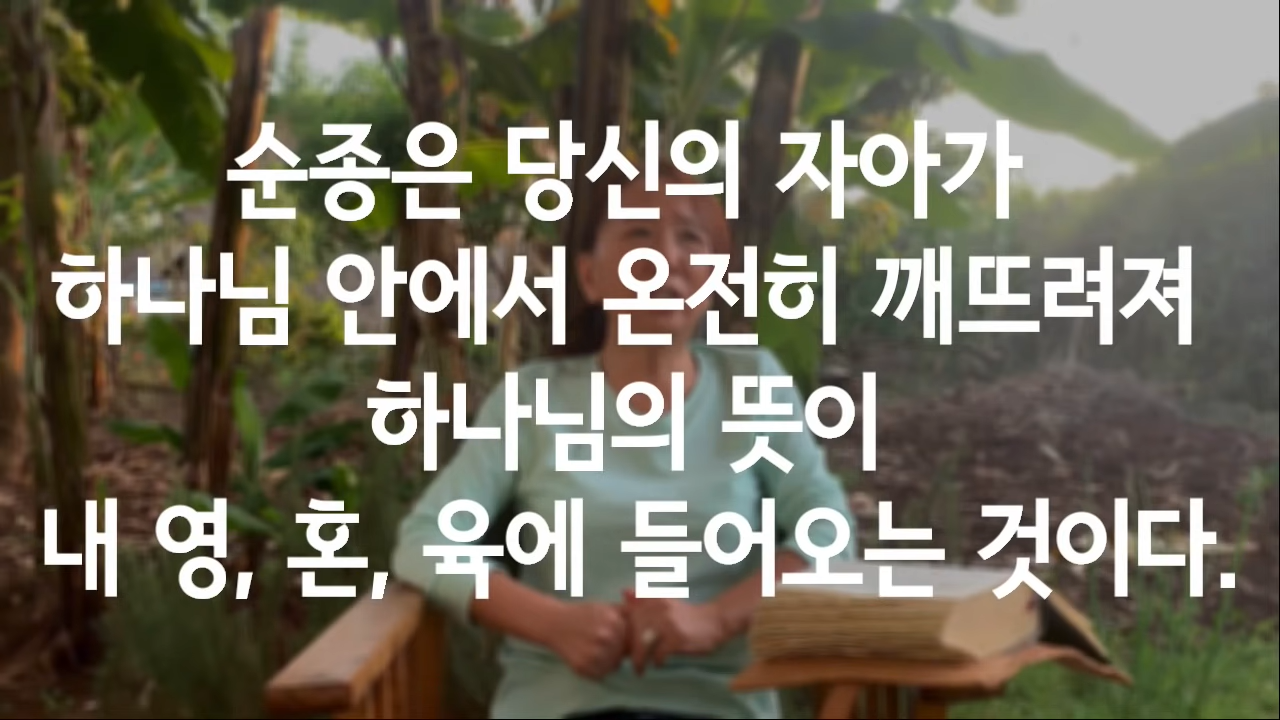 순종은 당신의 자아가
하나님 안에서 온전히 깨뜨려져
하나님의 뜻이
내 영, 혼, 육에 들어오는 것이다.